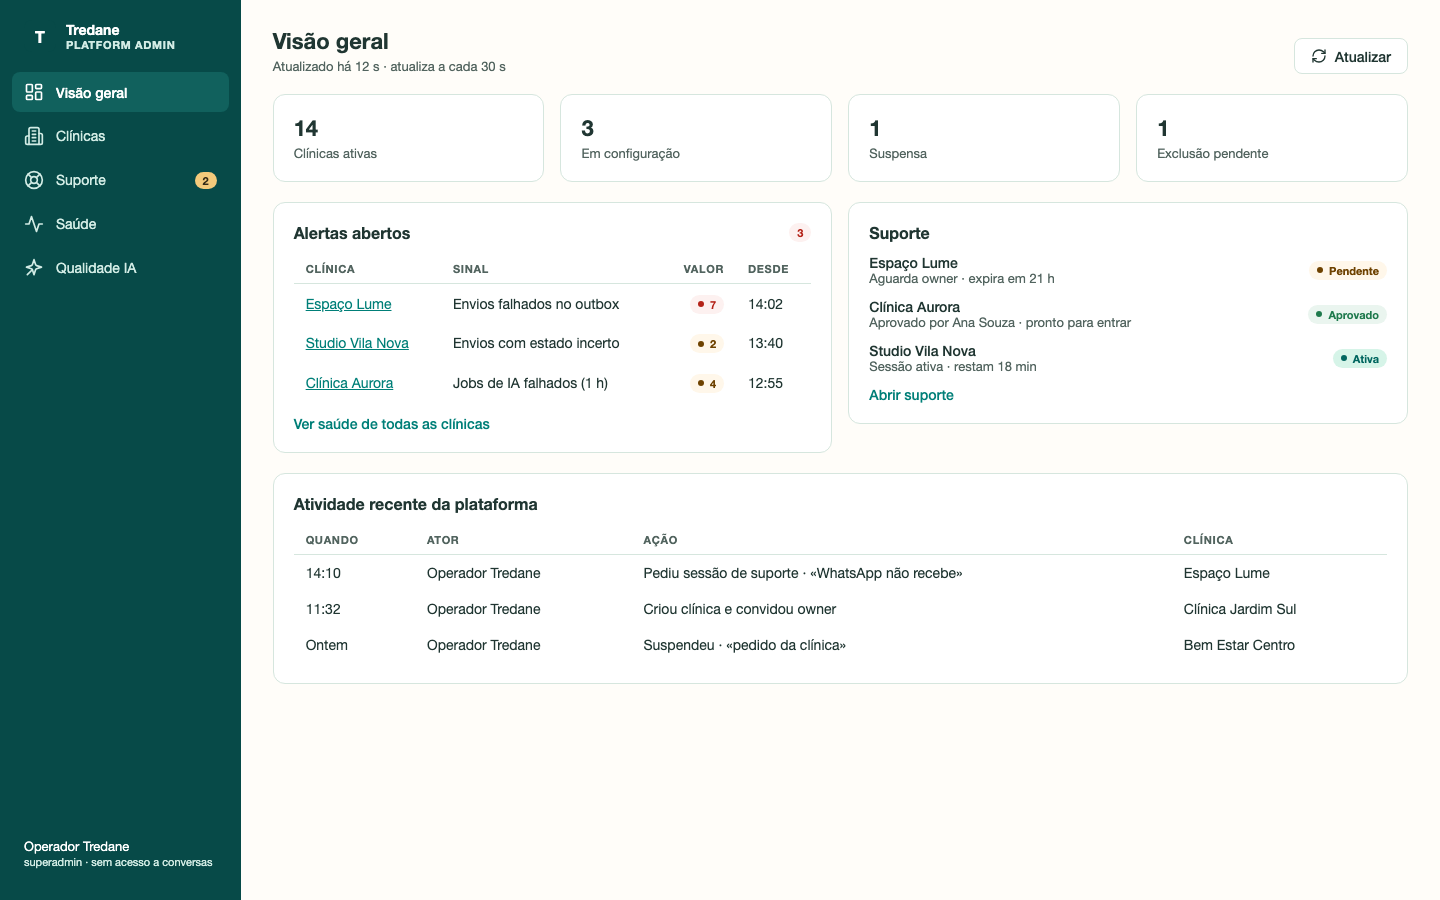 T
Tredane
PLATFORM ADMIN
Visão geral
Clínicas
Suporte 2
Saúde
Qualidade IA
Operador Tredane
superadmin · sem acesso a conversas
Visão geral
Atualizado há 12 s · atualiza a cada 30 s
Atualizar
14
Clínicas ativas
3
Em configuração
1
Suspensa
1
Exclusão pendente
Alertas abertos 3
CLÍNICA SINAL VALOR DESDE
Espaço Lume Envios falhados no outbox 7 14:02
Studio Vila Nova Envios com estado incerto 2 13:40
Clínica Aurora Jobs de IA falhados (1 h) 4 12:55
Ver saúde de todas as clínicas
Suporte
Espaço Lume
Aguarda owner · expira em 21 h
Pendente
Clínica Aurora
Aprovado por Ana Souza · pronto para entrar
Aprovado
Studio Vila Nova
Sessão ativa · restam 18 min
Ativa
Abrir suporte
Atividade recente da plataforma
QUANDO ATOR AÇÃO CLÍNICA
14:10 Operador Tredane Pediu sessão de suporte · «WhatsApp não recebe» Espaço Lume
11:32 Operador Tredane Criou clínica e convidou owner Clínica Jardim Sul
Ontem Operador Tredane Suspendeu · «pedido da clínica» Bem Estar Centro